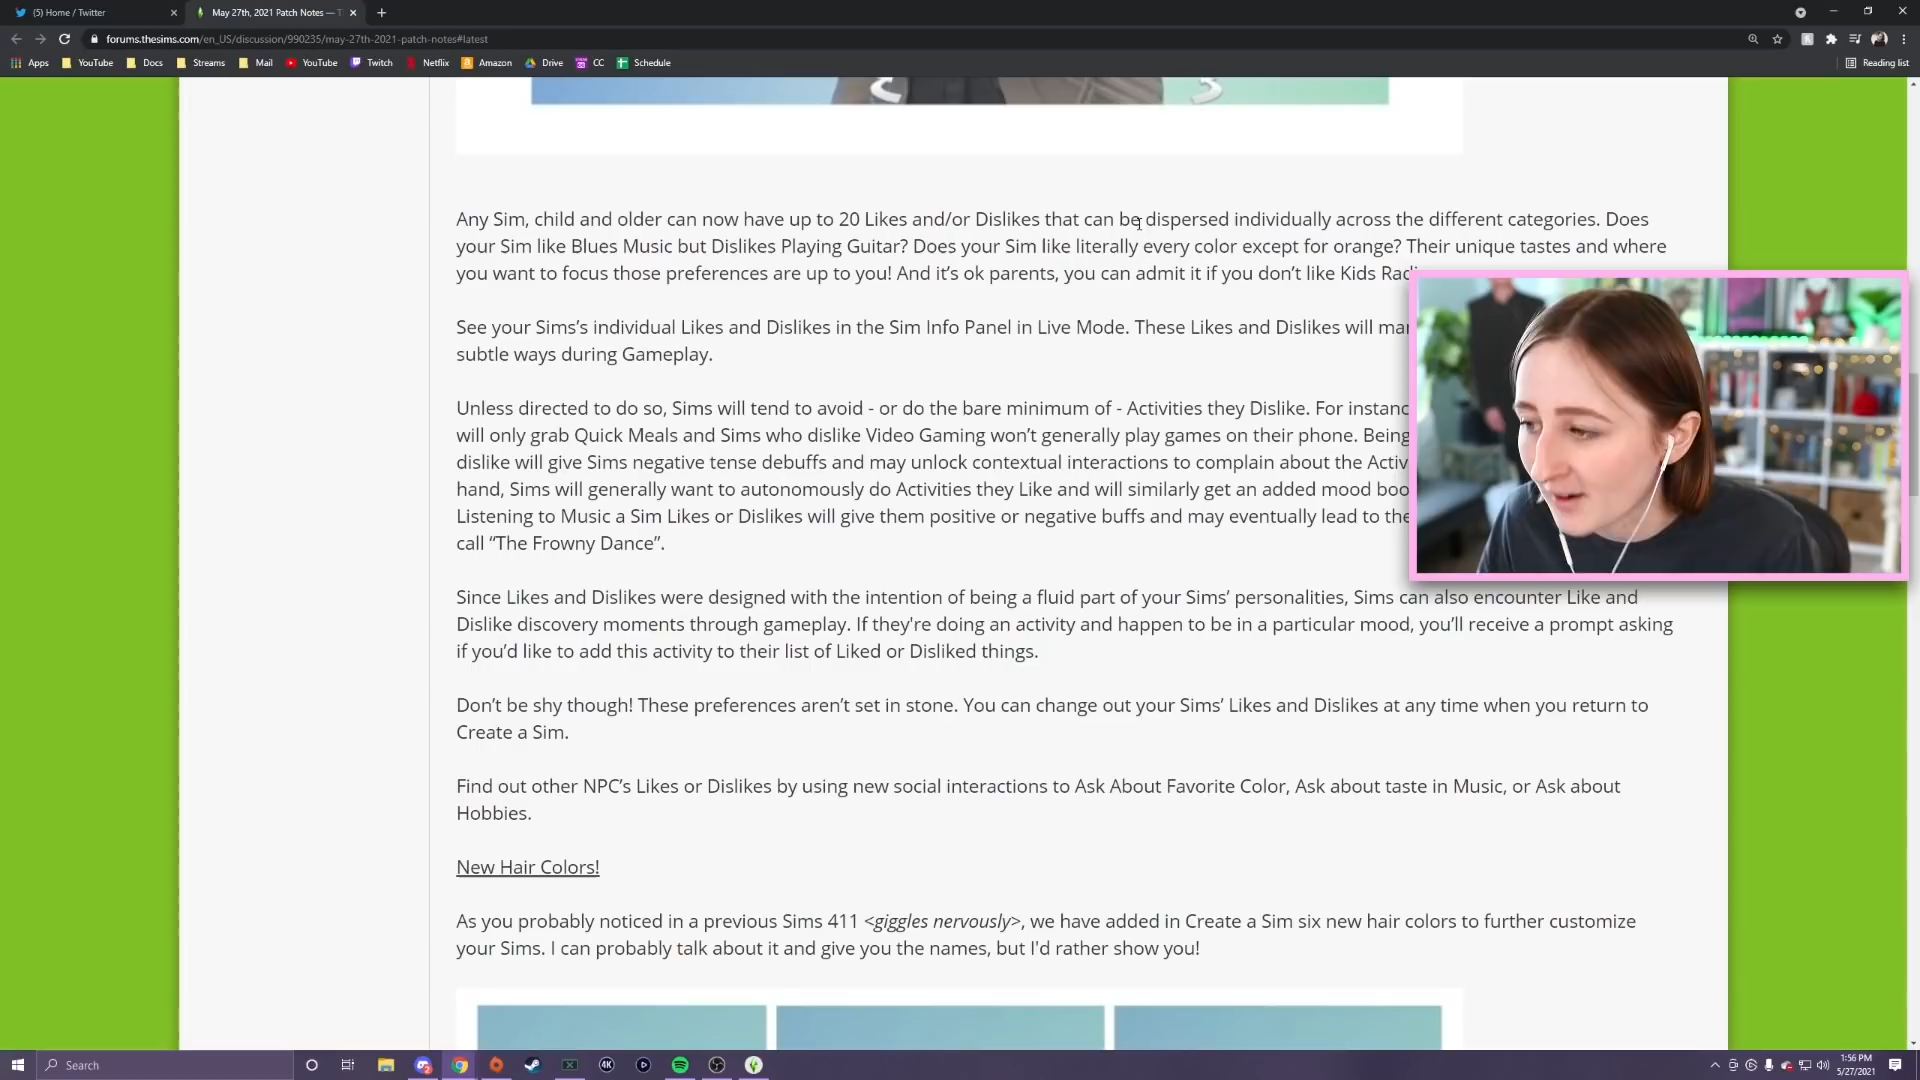 (5) Home / Twitter
May 27th, 2021 Patch Notes — T
forums.thesims.com/en_US/discussion/990235/may-27th-2021-patch-notes#latest
Apps YouTube Docs Streams Mail YouTube Twitch Netflix Amazon Drive CC Schedule Reading list
Any Sim, child and older can now have up to 20 Likes and/or Dislikes that can be dispersed individually across the different categories. Does
your Sim like Blues Music but Dislikes Playing Guitar? Does your Sim like literally every color except for orange? Their unique tastes and where
you want to focus those preferences are up to you! And it’s ok parents, you can admit it if you don’t like Kids
See your Sims’s individual Likes and Dislikes in the Sim Info Panel in Live Mode. These Likes and Dislikes will
subtle ways during Gameplay.
Unless directed to do so, Sims will tend to avoid - or do the bare minimum of - Activities they Dislike. For
will only grab Quick Meals and Sims who dislike Video Gaming won’t generally play games on their phone. Being
dislike will give Sims negative tense debuffs and may unlock contextual interactions to complain about the
hand, Sims will generally want to autonomously do Activities they Like and will similarly get an added mood
Listening to Music a Sim Likes or Dislikes will give them positive or negative buffs and may eventually lead to
call “The Frowny Dance”.
Since Likes and Dislikes were designed with the intention of being a fluid part of your Sims’ personalities, Sims can also encounter Like and
Dislike discovery moments through gameplay. If they're doing an activity and happen to be in a particular mood, you’ll receive a prompt asking
if you’d like to add this activity to their list of Liked or Disliked things.
Don’t be shy though! These preferences aren’t set in stone. You can change out your Sims’ Likes and Dislikes at any time when you return to
Create a Sim.
Find out other NPC’s Likes or Dislikes by using new social interactions to Ask About Favorite Color, Ask about taste in Music, or Ask about
Hobbies.
New Hair Colors!
As you probably noticed in a previous Sims 411 <giggles nervously>, we have added in Create a Sim six new hair colors to further customize
your Sims. I can probably talk about it and give you the names, but I'd rather show you!
Search
4K
1:56 PM
5/27/2021